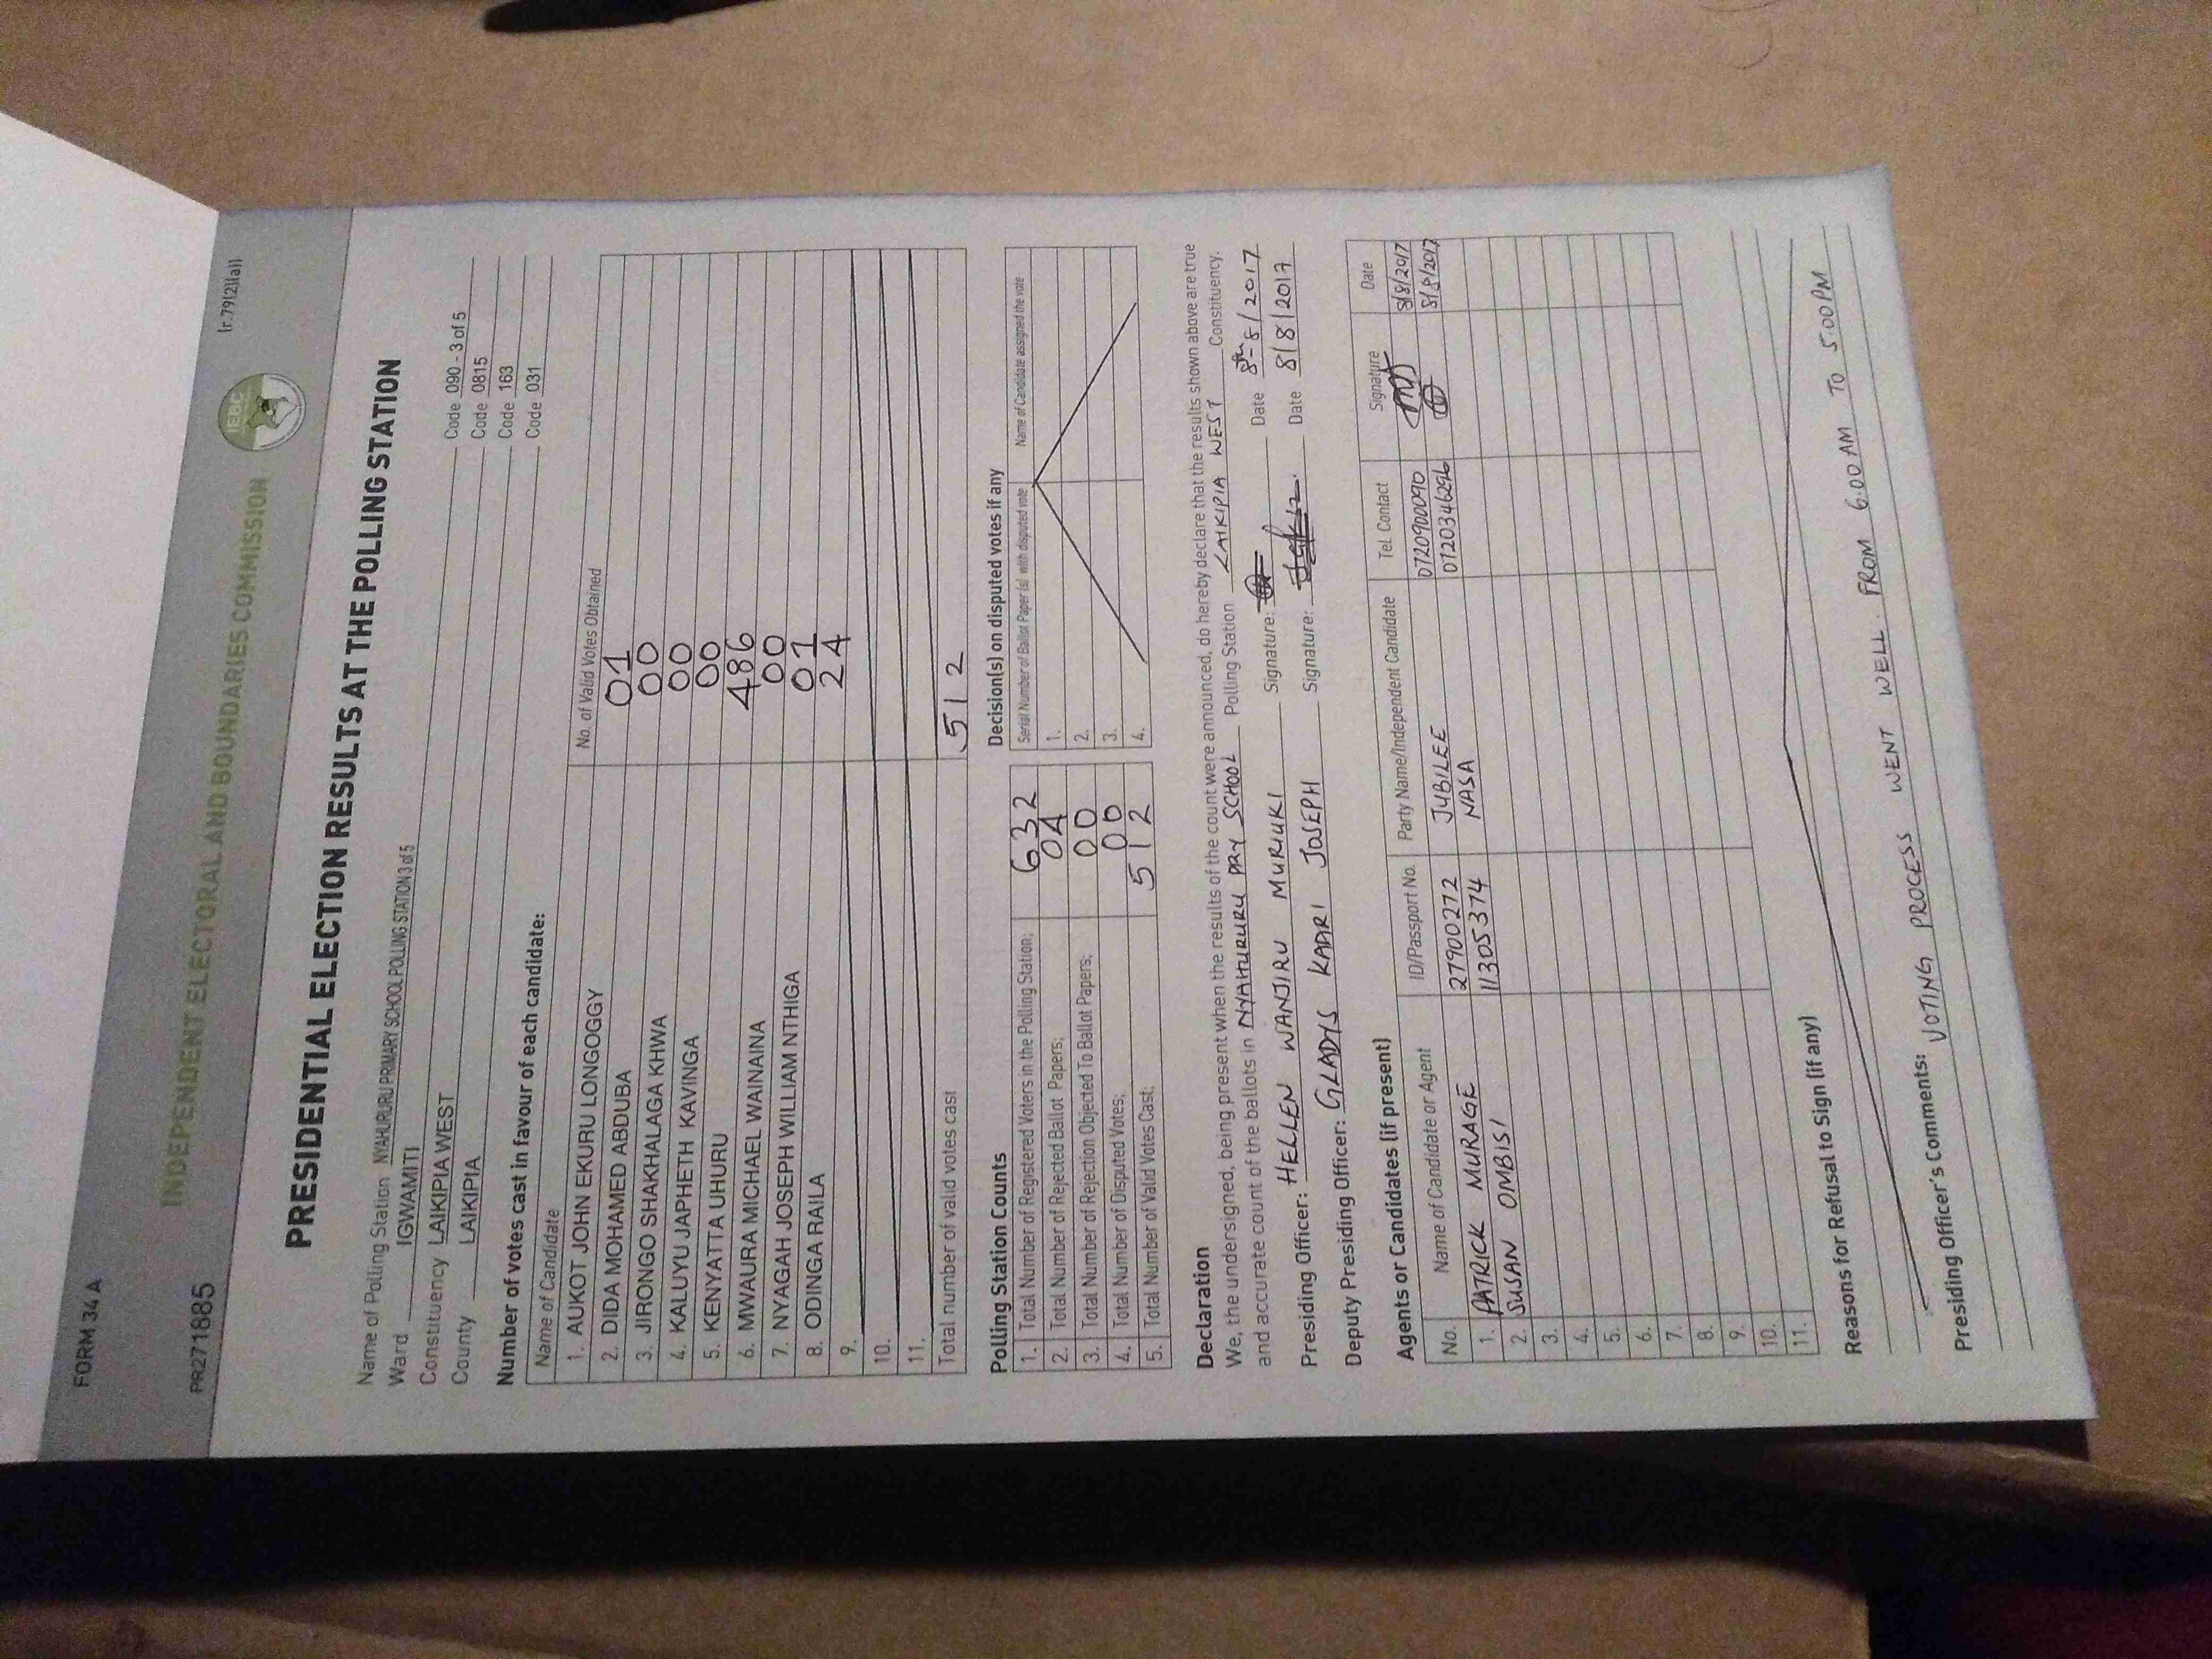 FORM 34 A
PR271885
(r.79(2)(a))
INDEPENDENT ELECTORAL AND BOUNDARIES COMMISSION
IEBC
PRESIDENTIAL ELECTION RESULTS AT THE POLLING STATION
Name of Polling Station NYAHURURU PRIMARY SCHOOL POLLING STATION 3 of 5 Code 090 - 3 of 5
Ward IGWAMITI Code 0815
Constituency LAIKIPIA WEST Code 163
County LAIKIPIA Code 031
Number of votes cast in favour of each candidate:
Name of Candidate No. of Valid Votes Obtained
1. AUKOT JOHN EKURU LONGOGGY 01
2. DIDA MOHAMED ABDUBA 00
3. JIRONGO SHAKHALAGA KHWA 00
4. KALUYU JAPHETH KAVINGA 00
5. KENYATTA UHURU 486
6. MWAURA MICHAEL WAINAINA 00
7. NYAGAH JOSEPH WILLIAM NTHIGA 01
8. ODINGA RAILA 24
9.
10.
11.
Total number of valid votes cast 512
Polling Station Counts
1. Total Number of Registered Voters in the Polling Station; 632
2. Total Number of Rejected Ballot Papers; 04
3. Total Number of Rejection Objected To Ballot Papers; 00
4. Total Number of Disputed Votes; 00
5. Total Number of Valid Votes Cast; 512
Decision(s) on disputed votes if any
Serial Number of Ballot Paper (s) with disputed vote Name of Candidate assigned the vote
1.
2.
3.
4.
Declaration
We, the undersigned, being present when the results of the count were announced, do hereby declare that the results shown above are true
and accurate count of the ballots in NYAHURURU PRY SCHOOL Polling Station LAIKIPIA WEST Constituency.
Presiding Officer: HELLEN WANJIRU MURIUKI Signature: Date 8th-8/2017
Deputy Presiding Officer: GLADYS KAARI JOSEPH Signature: Date 8/8/2017
Agents or Candidates (if present)
No. Name of Candidate or Agent ID/Passport No. Party Name/Independent Candidate Tel. Contact Signature Date
1. PATRICK MURAGE 27900272 JUBILEE 0720900090 8/8/2017
2. SUSAN OMBISI 11305374 NASA 0720346296 8/8/2017
3.
4.
5.
6.
7.
8.
9.
10.
11.
Reasons for Refusal to Sign (if any)
Presiding Officer's Comments: VOTING PROCESS WENT WELL. FROM 6:00 AM TO 5.00PM